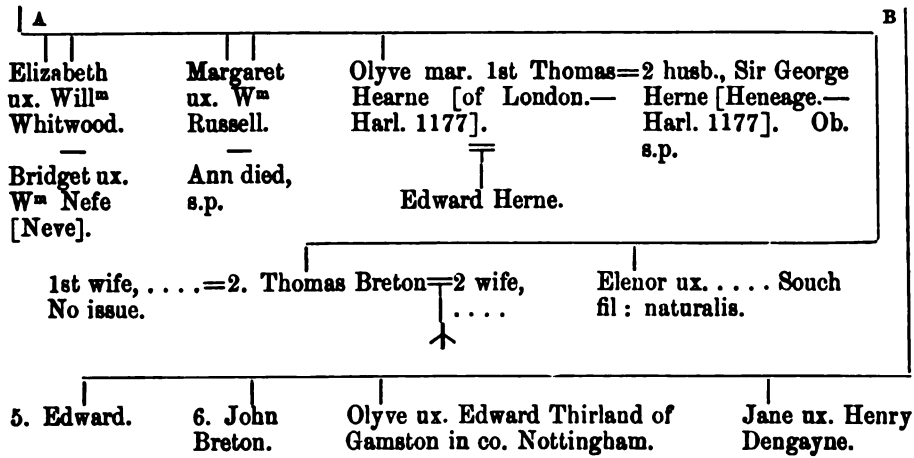 A
B
Elizabeth
ux. Willᵐ
Whitwood.
—
Bridget ux.
Wᵐ Nefe
[Neve].
Margaret
ux. Wᵐ
Russell.
—
Ann died,
s.p.
Olyve mar. 1st Thomas=2 husb., Sir George
Hearne [of London.— Herne [Heneage.—
Harl. 1177]. Harl. 1177]. Ob.
s.p.
Edward Herne.
1st wife, . . . .=2. Thomas Breton=2 wife,
No issue. . . . .
Elenor ux. . . . . Souch
fil : naturalis.
5. Edward.
6. John
Breton.
Olyve ux. Edward Thirland of
Gamston in co. Nottingham.
Jane ux. Henry
Dengayne.